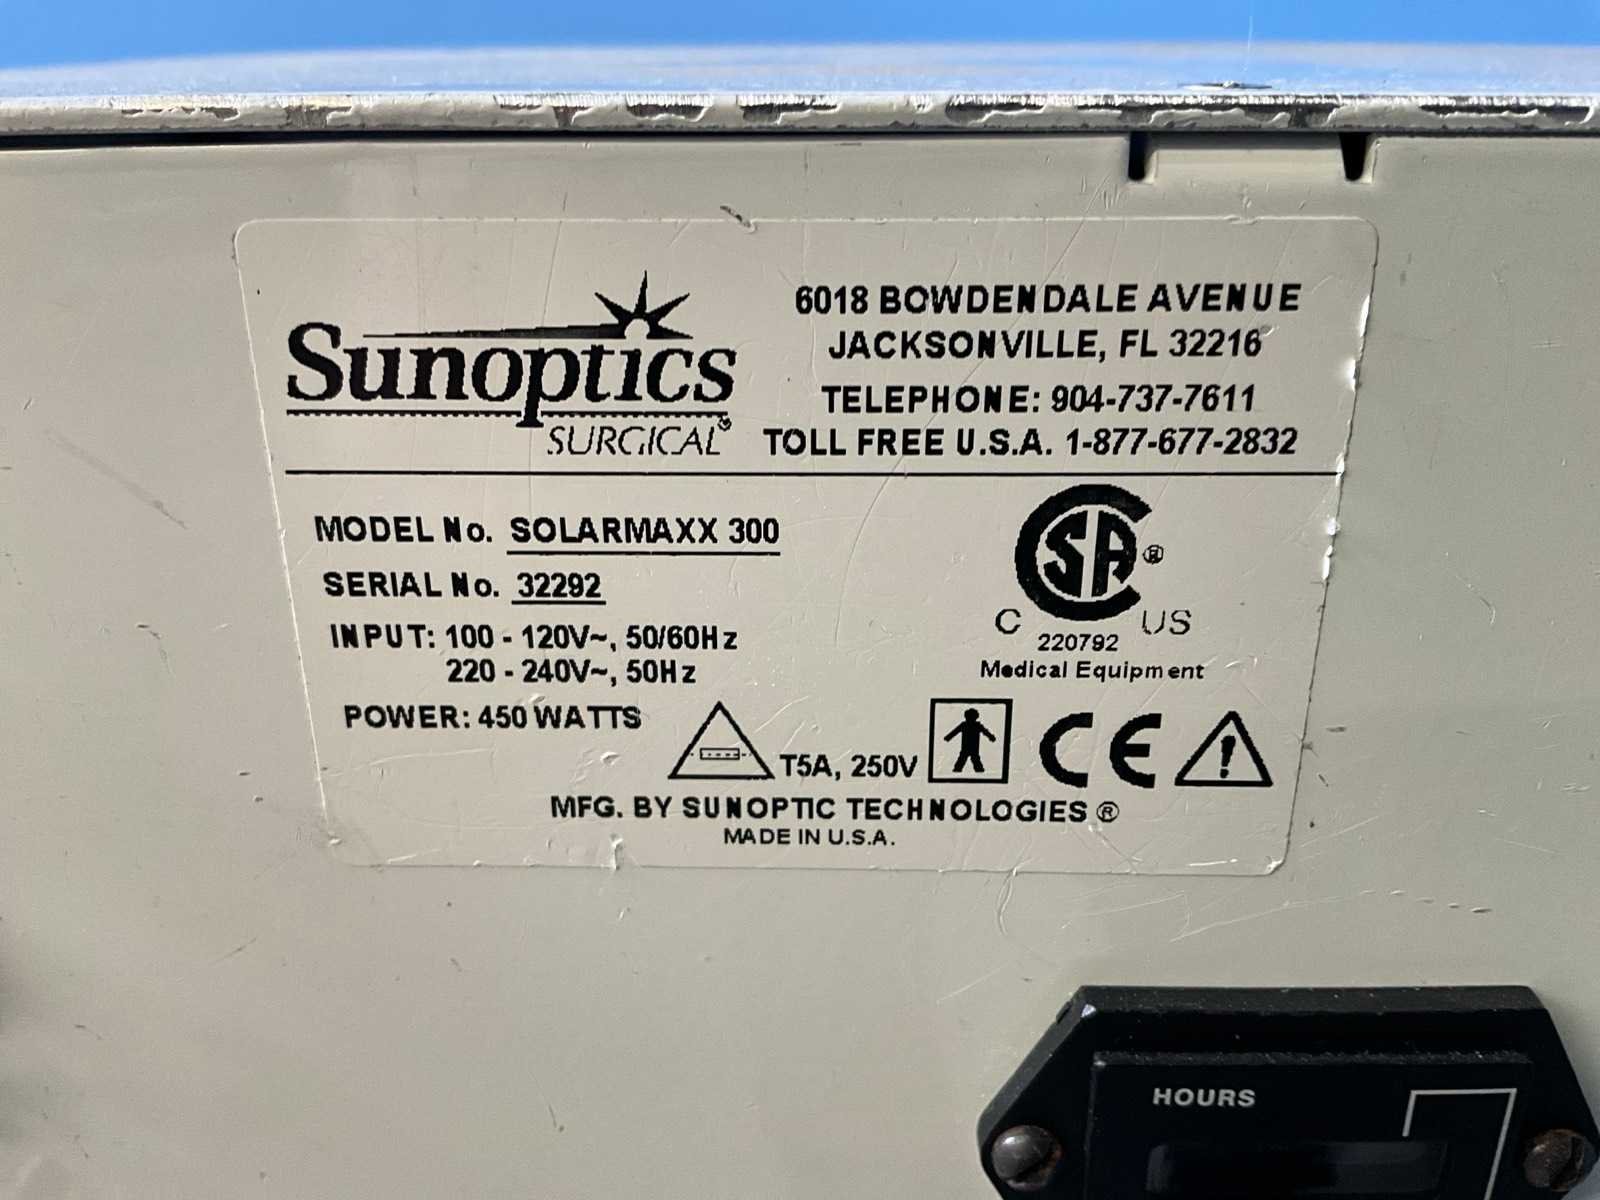 Sunoptics
SURGICAL®
6018 BOWDENDALE AVENUE
JACKSONVILLE, FL 32216
TELEPHONE: 904-737-7611
TOLL FREE U.S.A. 1-877-677-2832
MODEL No. SOLARMAXX 300
SERIAL No. 32292
INPUT: 100 - 120V~, 50/60Hz
220 - 240V~, 50Hz
POWER: 450 WATTS
SA®
C US
220792
Medical Equipment
T5A, 250V
CE
!
MFG. BY SUNOPTIC TECHNOLOGIES ®
MADE IN U.S.A.
HOURS